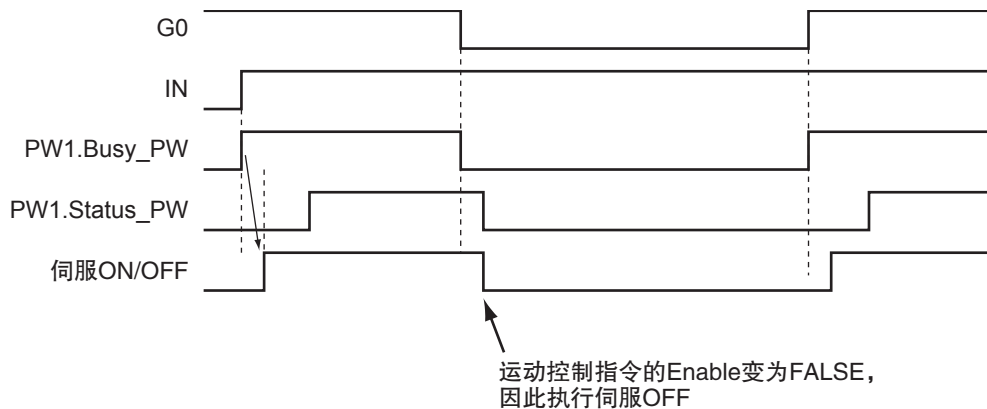 G0
IN
PW1.Busy_PW
PW1.Status_PW
伺服ON/OFF
运动控制指令的Enable变为FALSE，
因此执行伺服OFF